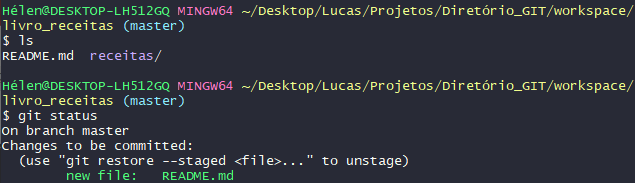 Hélen@DESKTOP-LH512GQ MINGW64 ~/Desktop/Lucas/Projetos/Diretório_GIT/workspace/
livro_receitas (master)
$ ls
README.md  receitas/
Hélen@DESKTOP-LH512GQ MINGW64 ~/Desktop/Lucas/Projetos/Diretório_GIT/workspace/
livro_receitas (master)
$ git status
On branch master
Changes to be committed:
  (use "git restore --staged <file>..." to unstage)
        new file:   README.md